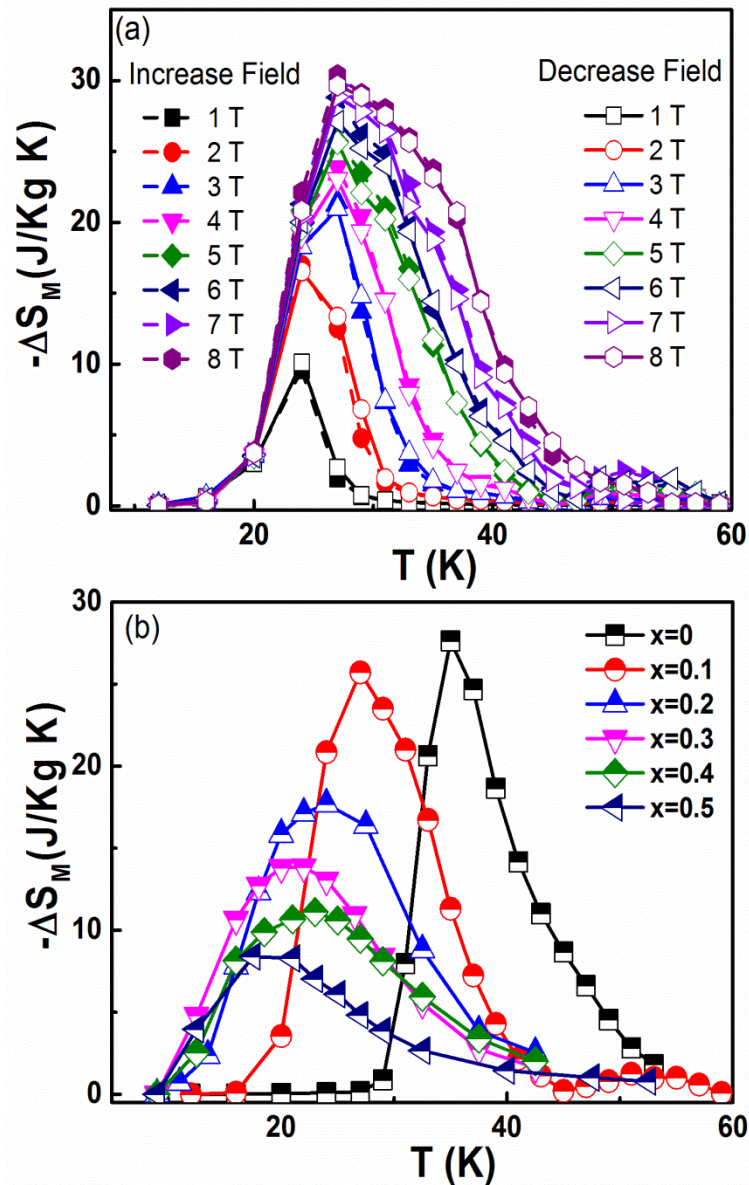 (a)
Increase Field
1 T
2 T
3 T
4 T
5 T
6 T
7 T
8 T
Decrease Field
1 T
2 T
3 T
4 T
5 T
6 T
7 T
8 T
-ΔS_M(J/Kg K)
30
20
10
0
20
40
60
T (K)
(b)
x=0
x=0.1
x=0.2
x=0.3
x=0.4
x=0.5
-ΔS_M(J/Kg K)
30
20
10
0
20
40
60
T (K)